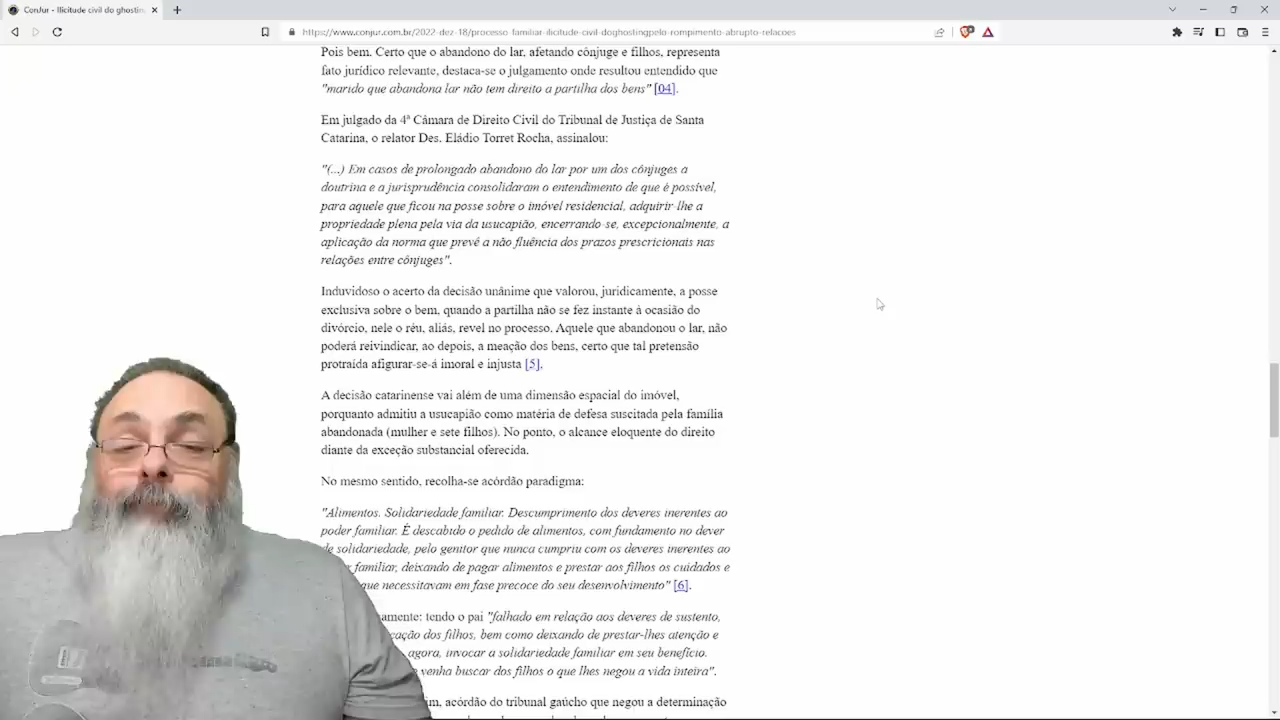 ConJur - Ilicitude civil do ghosting
https://www.conjur.com.br/2022-dez-18/processo-familiar-ilicitude-civil-doghostingpelo-rompimento-abrupto-relacoes
Pois bem. Certo que o abandono do lar, afetando cônjuge e filhos, representa
fato jurídico relevante, destaca-se o julgamento onde resultou entendido que
"marido que abandona lar não tem direito a partilha dos bens" [04].
Em julgado da 4ª Câmara de Direito Civil do Tribunal de Justiça de Santa
Catarina, o relator Des. Eládio Torret Rocha, assinalou:
"(...) Em casos de prolongado abandono do lar por um dos cônjuges a
doutrina e a jurisprudência consolidaram o entendimento de que é possível,
para aquele que ficou na posse sobre o imóvel residencial, adquirir-lhe a
propriedade plena pela via da usucapião, encerrando-se, excepcionalmente, a
aplicação da norma que prevê a não fluência dos prazos prescricionais nas
relações entre cônjuges".
Induvidoso o acerto da decisão unânime que valorou, juridicamente, a posse
exclusiva sobre o bem, quando a partilha não se fez instante à ocasião do
divórcio, nele o réu, aliás, revel no processo. Aquele que abandonou o lar, não
poderá reivindicar, ao depois, a meação dos bens, certo que tal pretensão
protraída afigurar-se-á imoral e injusta [5].
A decisão catarinense vai além de uma dimensão espacial do imóvel,
porquanto admitiu a usucapião como matéria de defesa suscitada pela família
abandonada (mulher e sete filhos). No ponto, o alcance eloquente do direito
diante da exceção substancial oferecida.
No mesmo sentido, recolha-se acórdão paradigma:
"Alimentos. Solidariedade familiar. Descumprimento dos deveres inerentes ao
poder familiar. É descabido o pedido de alimentos, com fundamento no dever
de solidariedade, pelo genitor que nunca cumpriu com os deveres inerentes ao
familiar, deixando de pagar alimentos e prestar aos filhos os cuidados e
que necessitavam em fase precoce do seu desenvolvimento" [6].
amente: tendo o pai "falhado em relação aos deveres de sustento,
cação dos filhos, bem como deixando de prestar-lhes atenção e
agora, invocar a solidariedade familiar em seu benefício.
venha buscar dos filhos o que lhes negou a vida inteira".
acórdão do tribunal gaúcho que negou a determinação